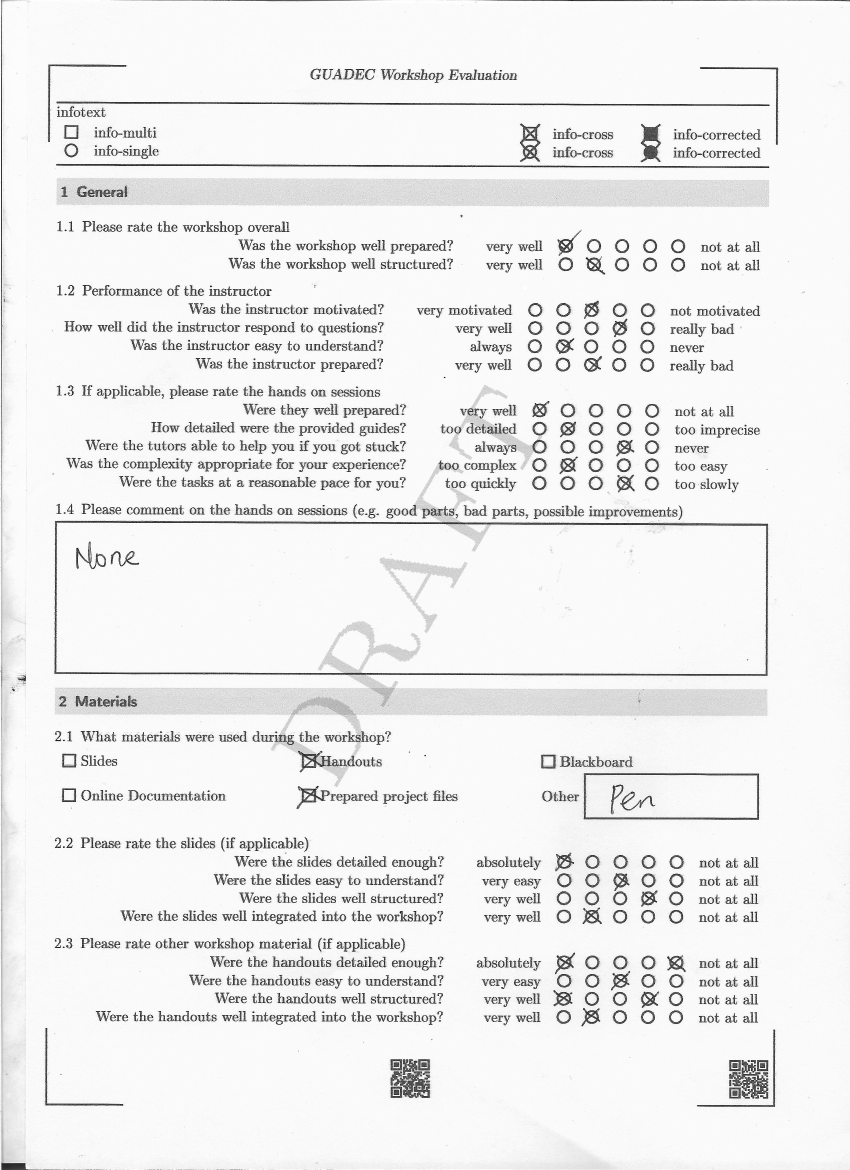 GUADEC Workshop Evaluation
infotext
info-multi info-cross info-corrected
info-single info-cross info-corrected
1 General
1.1 Please rate the workshop overall
Was the workshop well prepared? very well not at all
Was the workshop well structured? very well not at all
1.2 Performance of the instructor
Was the instructor motivated? very motivated not motivated
How well did the instructor respond to questions? very well really bad
Was the instructor easy to understand? always never
Was the instructor prepared? very well really bad
1.3 If applicable, please rate the hands on sessions
Were they well prepared? very well not at all
How detailed were the provided guides? too detailed too imprecise
Were the tutors able to help you if you got stuck? always never
Was the complexity appropriate for your experience? too complex too easy
Were the tasks at a reasonable pace for you? too quickly too slowly
1.4 Please comment on the hands on sessions (e.g. good parts, bad parts, possible improvements)
None
DRAFT
2 Materials
2.1 What materials were used during the workshop?
Slides Handouts Blackboard
Online Documentation Prepared project files Other Pen
2.2 Please rate the slides (if applicable)
Were the slides detailed enough? absolutely not at all
Were the slides easy to understand? very easy not at all
Were the slides well structured? very well not at all
Were the slides well integrated into the workshop? very well not at all
2.3 Please rate other workshop material (if applicable)
Were the handouts detailed enough? absolutely not at all
Were the handouts easy to understand? very easy not at all
Were the handouts well structured? very well not at all
Were the handouts well integrated into the workshop? very well not at all